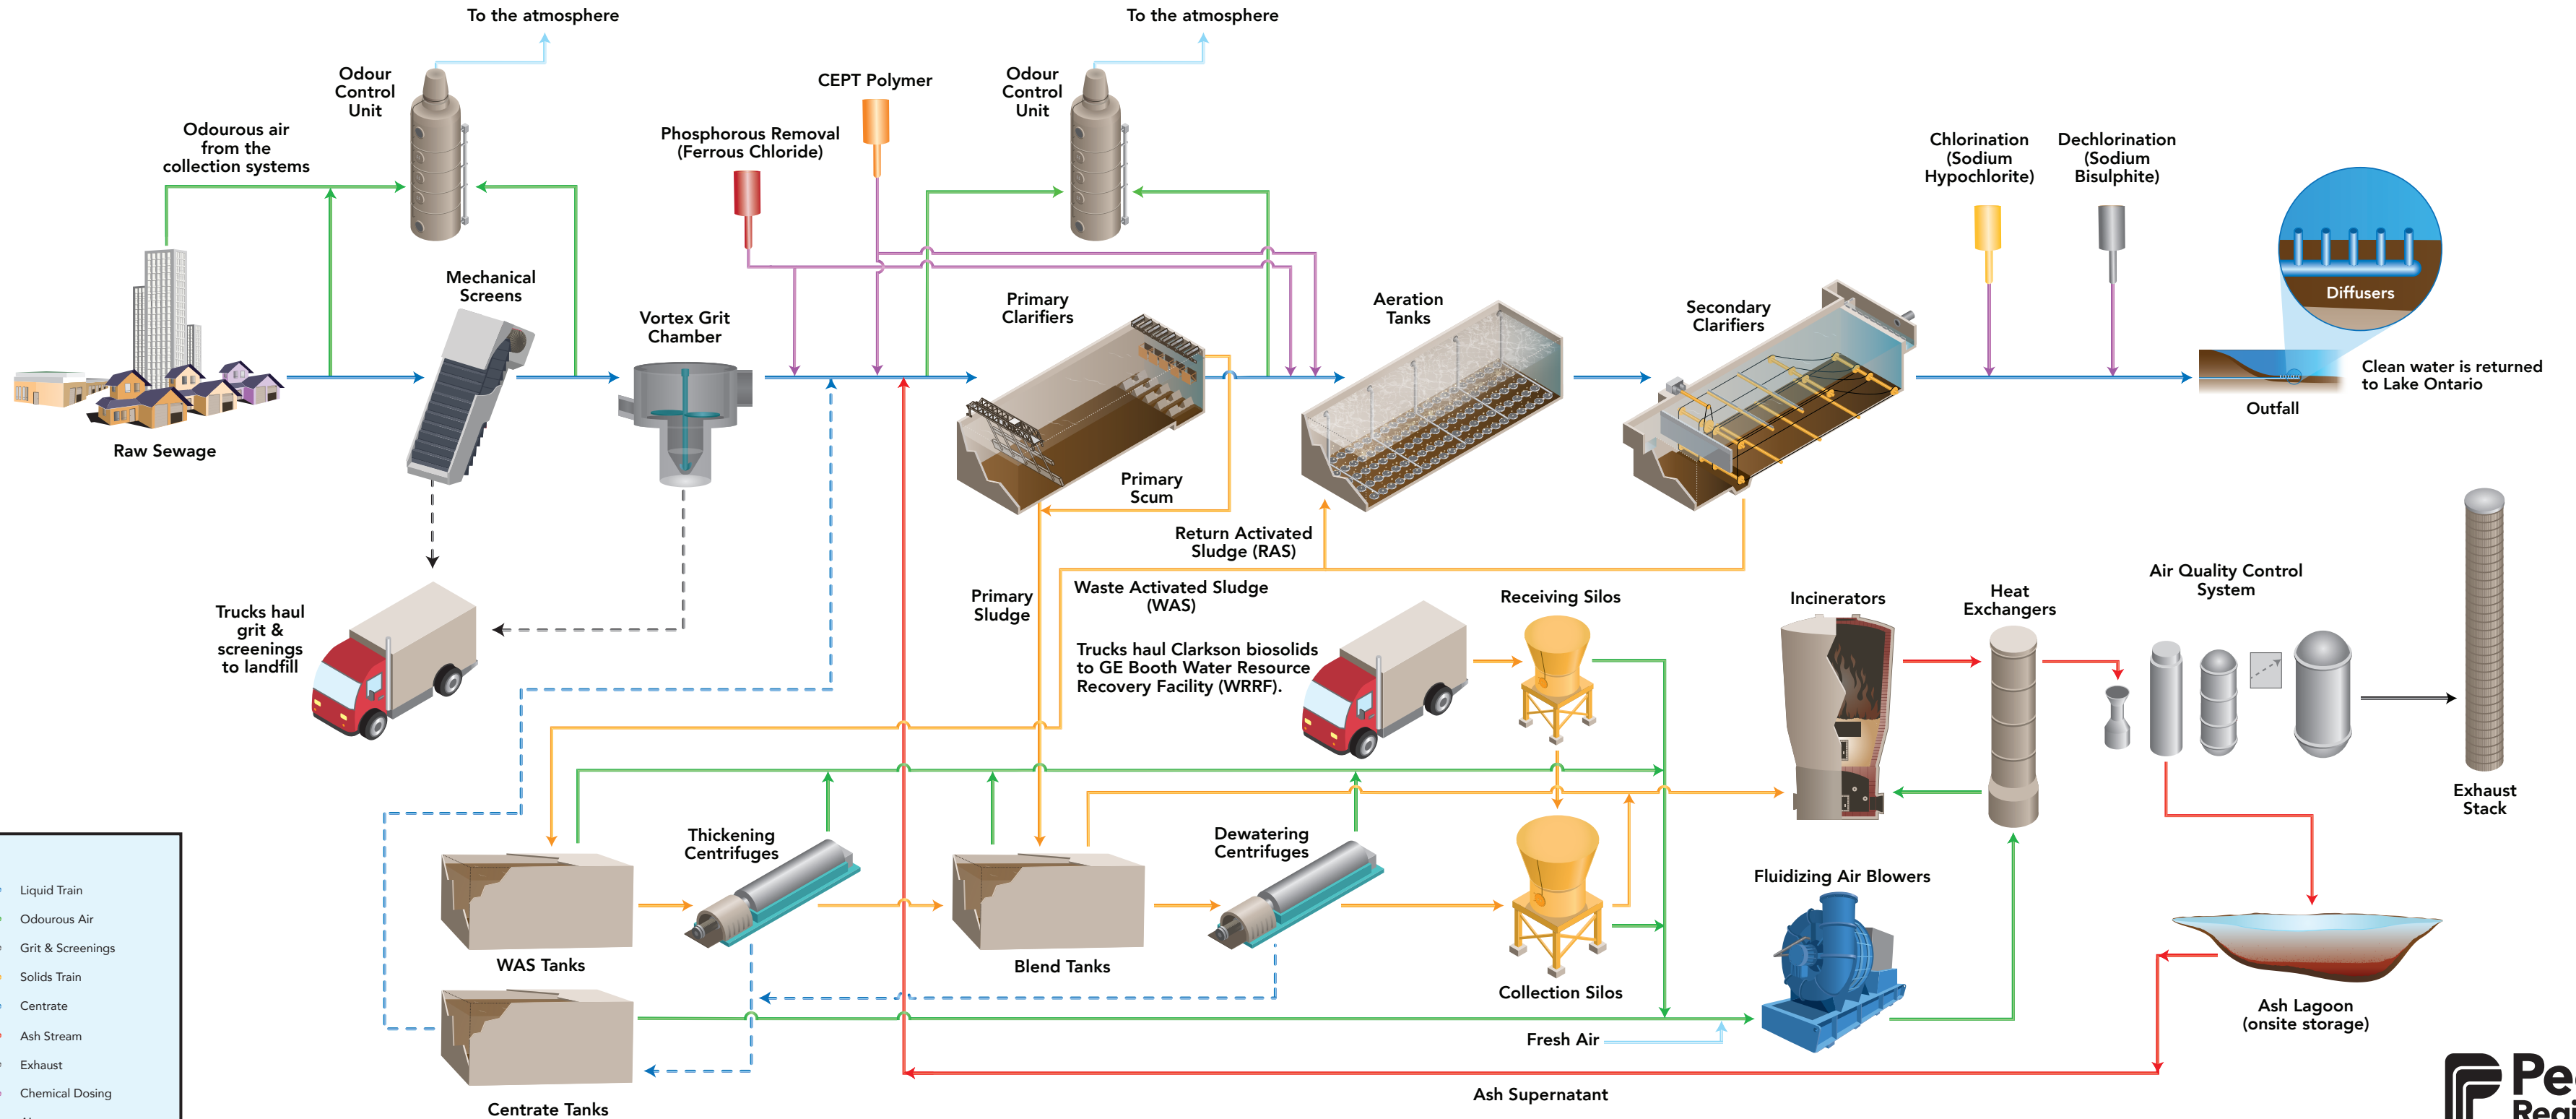 To the atmosphere
To the atmosphere
Odour
Control
Unit
CEPT Polymer
Odour
Control
Unit
Odourous air
from the
collection systems
Phosphorous Removal
(Ferrous Chloride)
Chlorination
(Sodium
Hypochlorite)
Dechlorination
(Sodium
Bisulphite)
Mechanical
Screens
Vortex Grit
Chamber
Primary
Clarifiers
Aeration
Tanks
Secondary
Clarifiers
Diffusers
Clean water is returned
to Lake Ontario
Outfall
Raw Sewage
Primary
Scum
Return Activated
Sludge (RAS)
Trucks haul
grit &
screenings
to landfill
Primary
Sludge
Waste Activated Sludge
(WAS)
Trucks haul Clarkson biosolids
to GE Booth Water Resource
Recovery Facility (WRRF).
Receiving Silos
Incinerators
Heat
Exchangers
Air Quality Control
System
Exhaust
Stack
Thickening
Centrifuges
Dewatering
Centrifuges
Fluidizing Air Blowers
WAS Tanks
Blend Tanks
Collection Silos
Ash Lagoon
(onsite storage)
Fresh Air
Ash Supernatant
Centrate Tanks
Liquid Train
Odourous Air
Grit & Screenings
Solids Train
Centrate
Ash Stream
Exhaust
Chemical Dosing